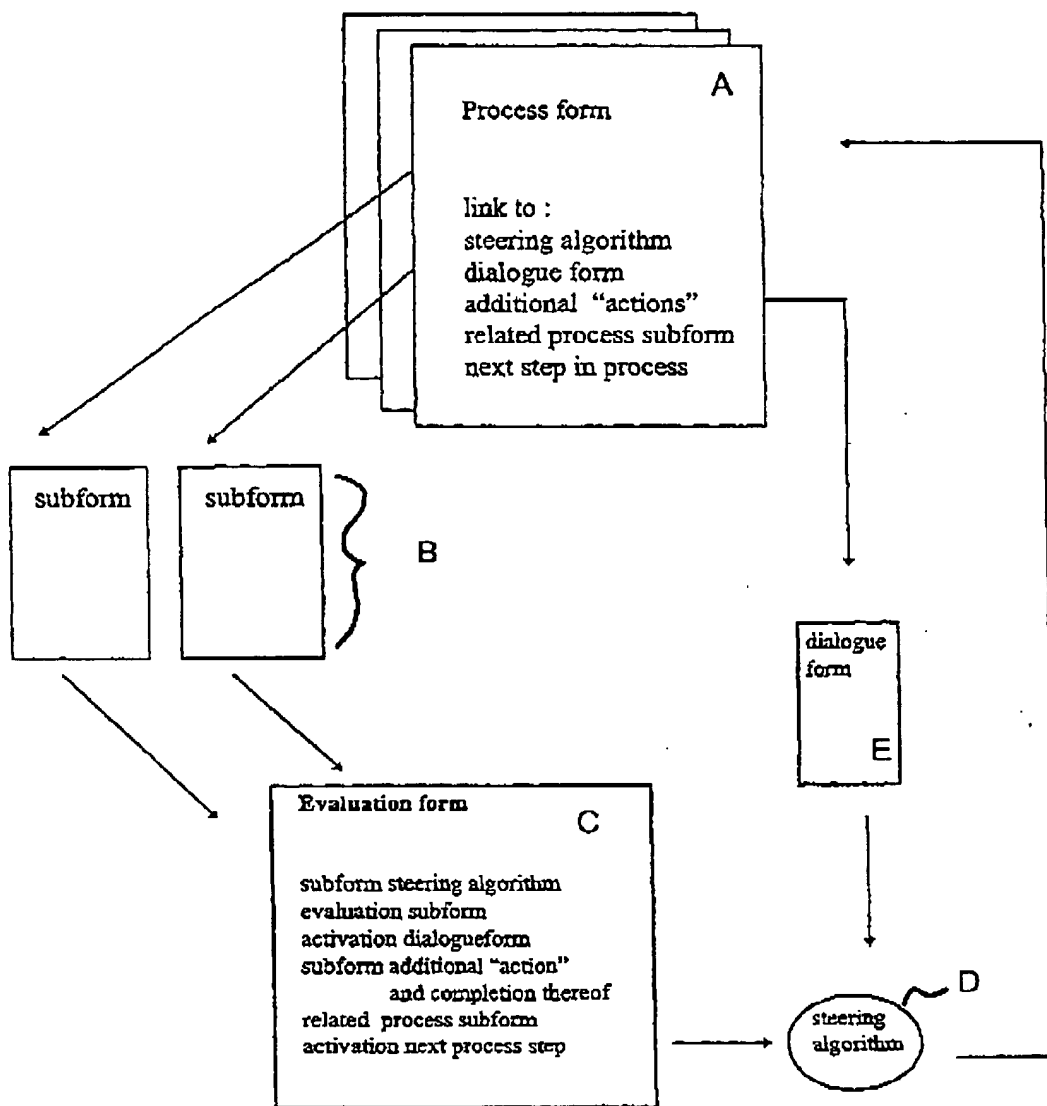 A
Process form
link to :
steering algorithm
dialogue form
additional “actions”
related process subform
next step in process
subform
subform
B
dialogue
form
E
Evaluation form
C
subform steering algorithm
evaluation subform
activation dialogueform
subform additional “action”
and completion thereof
related process subform
activation next process step
D
steering
algorithm